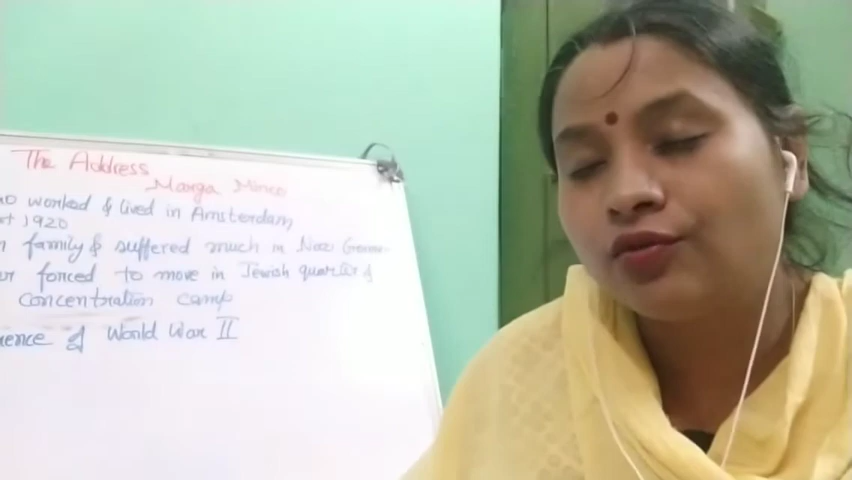 The Address
Marga Minco
worked & lived in Amsterdam
1920
family & suffered much in Nazi
forced to move in Jewish quarter &
concentration camp
of World War II